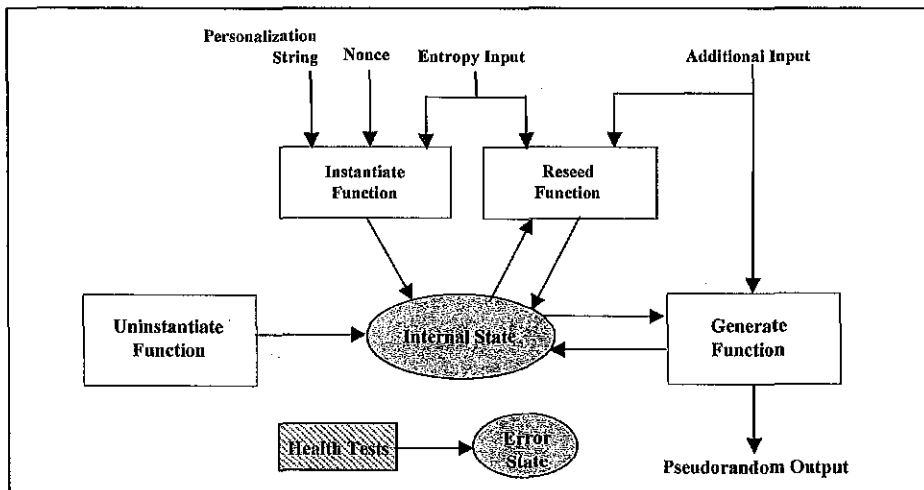 Personalization
String
Nonce
Entropy Input
Additional Input
Instantiate
Function
Reseed
Function
Uninstantiate
Function
Internal State
Generate
Function
Health Tests
Error
State
Pseudorandom Output